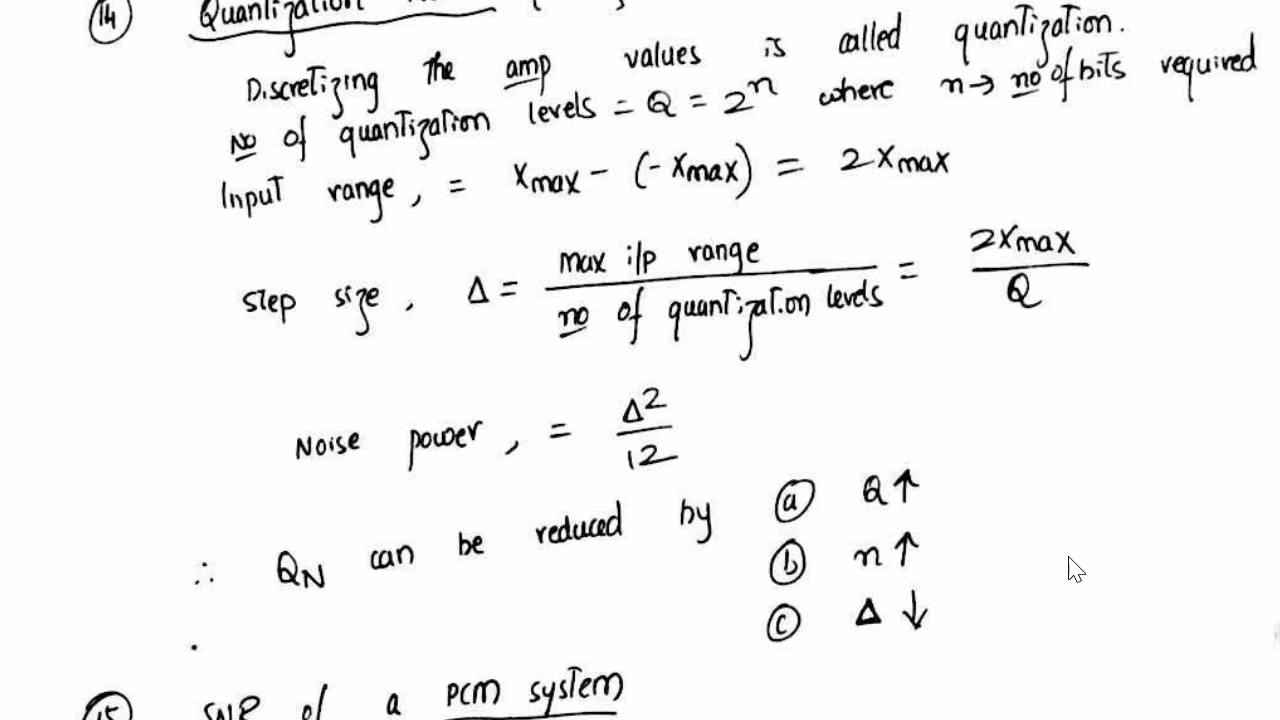 14 Quantization
Discretizing the amp values is called quantization.
No of quantization levels = Q = 2^n where n → no of bits required
Input range, = Xmax - (-Xmax) = 2Xmax
Step size, Δ = max i/p range / no of quantization levels = 2Xmax / Q
Noise power, = Δ^2 / 12
∴ QN can be reduced by (a) Q ↑
(b) n ↑
(c) Δ ↓
15 SNR of a PCM system